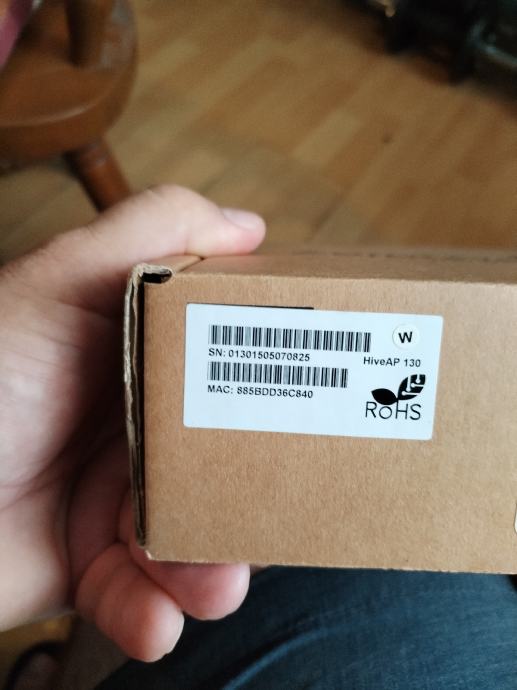 W
SN: 01301505070825
HiveAP 130
MAC: 885BDD36C840
RoHS